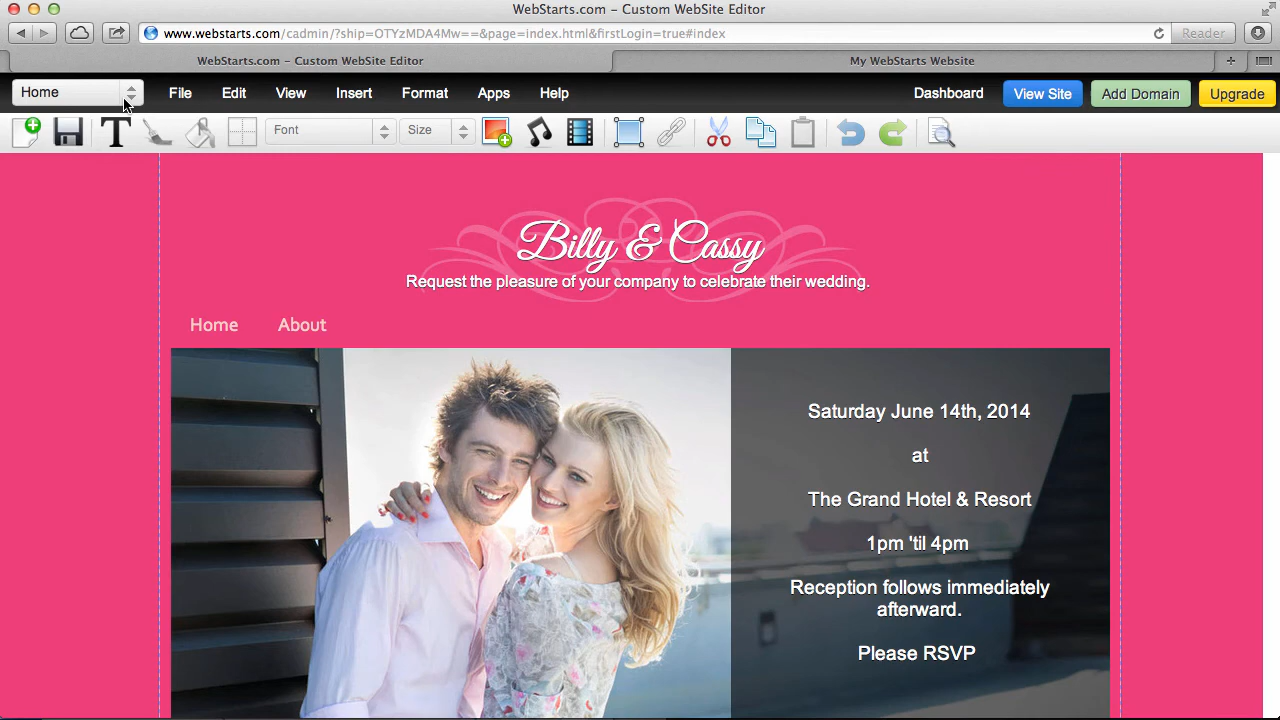 WebStarts.com – Custom WebSite Editor
www.webstarts.com/cadmin/?ship=OTYzMDA4Mw==&page=index.html&firstLogin=true#index
Reader
WebStarts.com – Custom WebSite Editor
My WebStarts Website
Home
File
Edit
View
Insert
Format
Apps
Help
Dashboard
View Site
Add Domain
Upgrade
T
Font
Size
Billy & Cassy
Request the pleasure of your company to celebrate their wedding.
Home
About
Saturday June 14th, 2014
at
The Grand Hotel & Resort
1pm 'til 4pm
Reception follows immediately
afterward.
Please RSVP